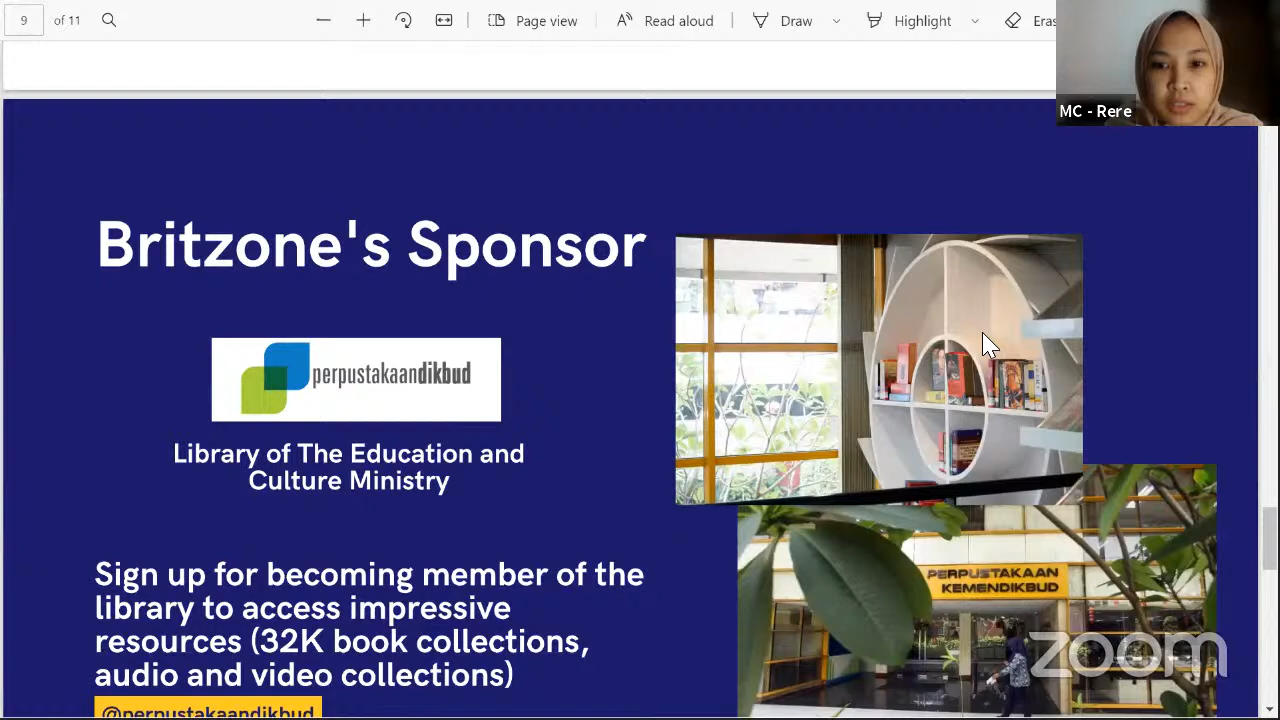 9 of 11
Page view
Read aloud
Draw
Highlight
Eras
MC - Rere
Britzone's Sponsor
perpustakaandikbud
Library of The Education and
Culture Ministry
Sign up for becoming member of the
library to access impressive
resources (32K book collections,
audio and video collections)
@perpustakaandikbud
PERPUSTAKAAN
KEMENDIKBUD
zoom